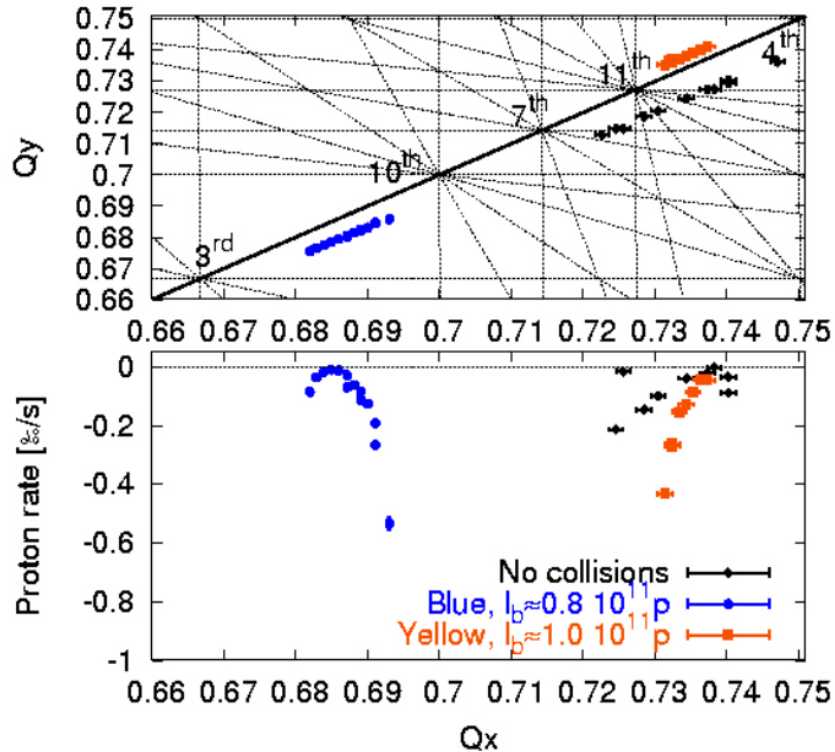 0.75
0.74
0.73
0.72
0.71
0.7
0.69
0.68
0.67
0.66
Qy
3rd
10th
7th
11th
4th
0.66 0.67 0.68 0.69 0.7 0.71 0.72 0.73 0.74 0.75
0
-0.2
-0.4
-0.6
-0.8
-1
Proton rate [‰/s]
No collisions
Blue, Ib≈0.8 10^11p
Yellow, Ib≈1.0 10^11p
0.66 0.67 0.68 0.69 0.7 0.71 0.72 0.73 0.74 0.75
Qx